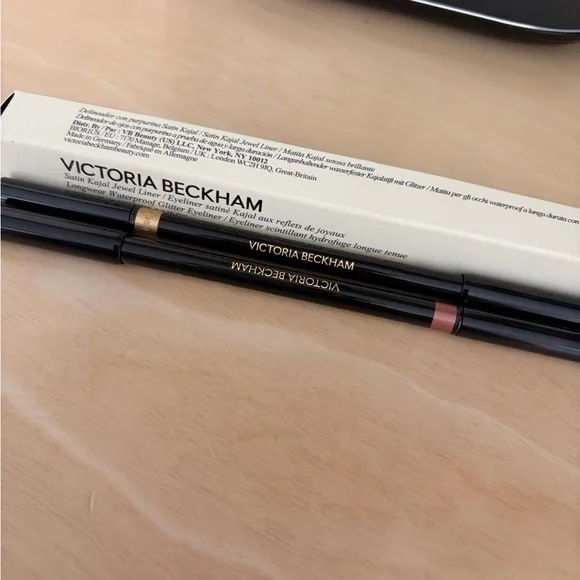 Delineador con purpurina Satin Kajal / Satin Kajal Jewel Liner / Matita Kajal setosa brillante
Delineador de ojos con purpurina a prueba de agua y larga duración / Langanhaltender wasserfester Kajalstift mit Glitzer / Matita per gli occhi waterproof a lunga durata con
Distr. By / Par : VB Beauty (US) LLC, New York, NY 10012
BIORIUS / EU : 7170 Manage, Belgium / UK : London WC2H 9JQ, Great-Britain
Made in Germany / Fabriqué en Allemagne
victoriabeckhambeauty.com
VICTORIA BECKHAM
Satin Kajal Jewel Liner / Eyeliner satiné Kajal aux reflets de joyaux
Longwear Waterproof Glitter Eyeliner / Eyeliner scintillant hydrofuge longue tenue
VICTORIA BECKHAM
VICTORIA BECKHAM